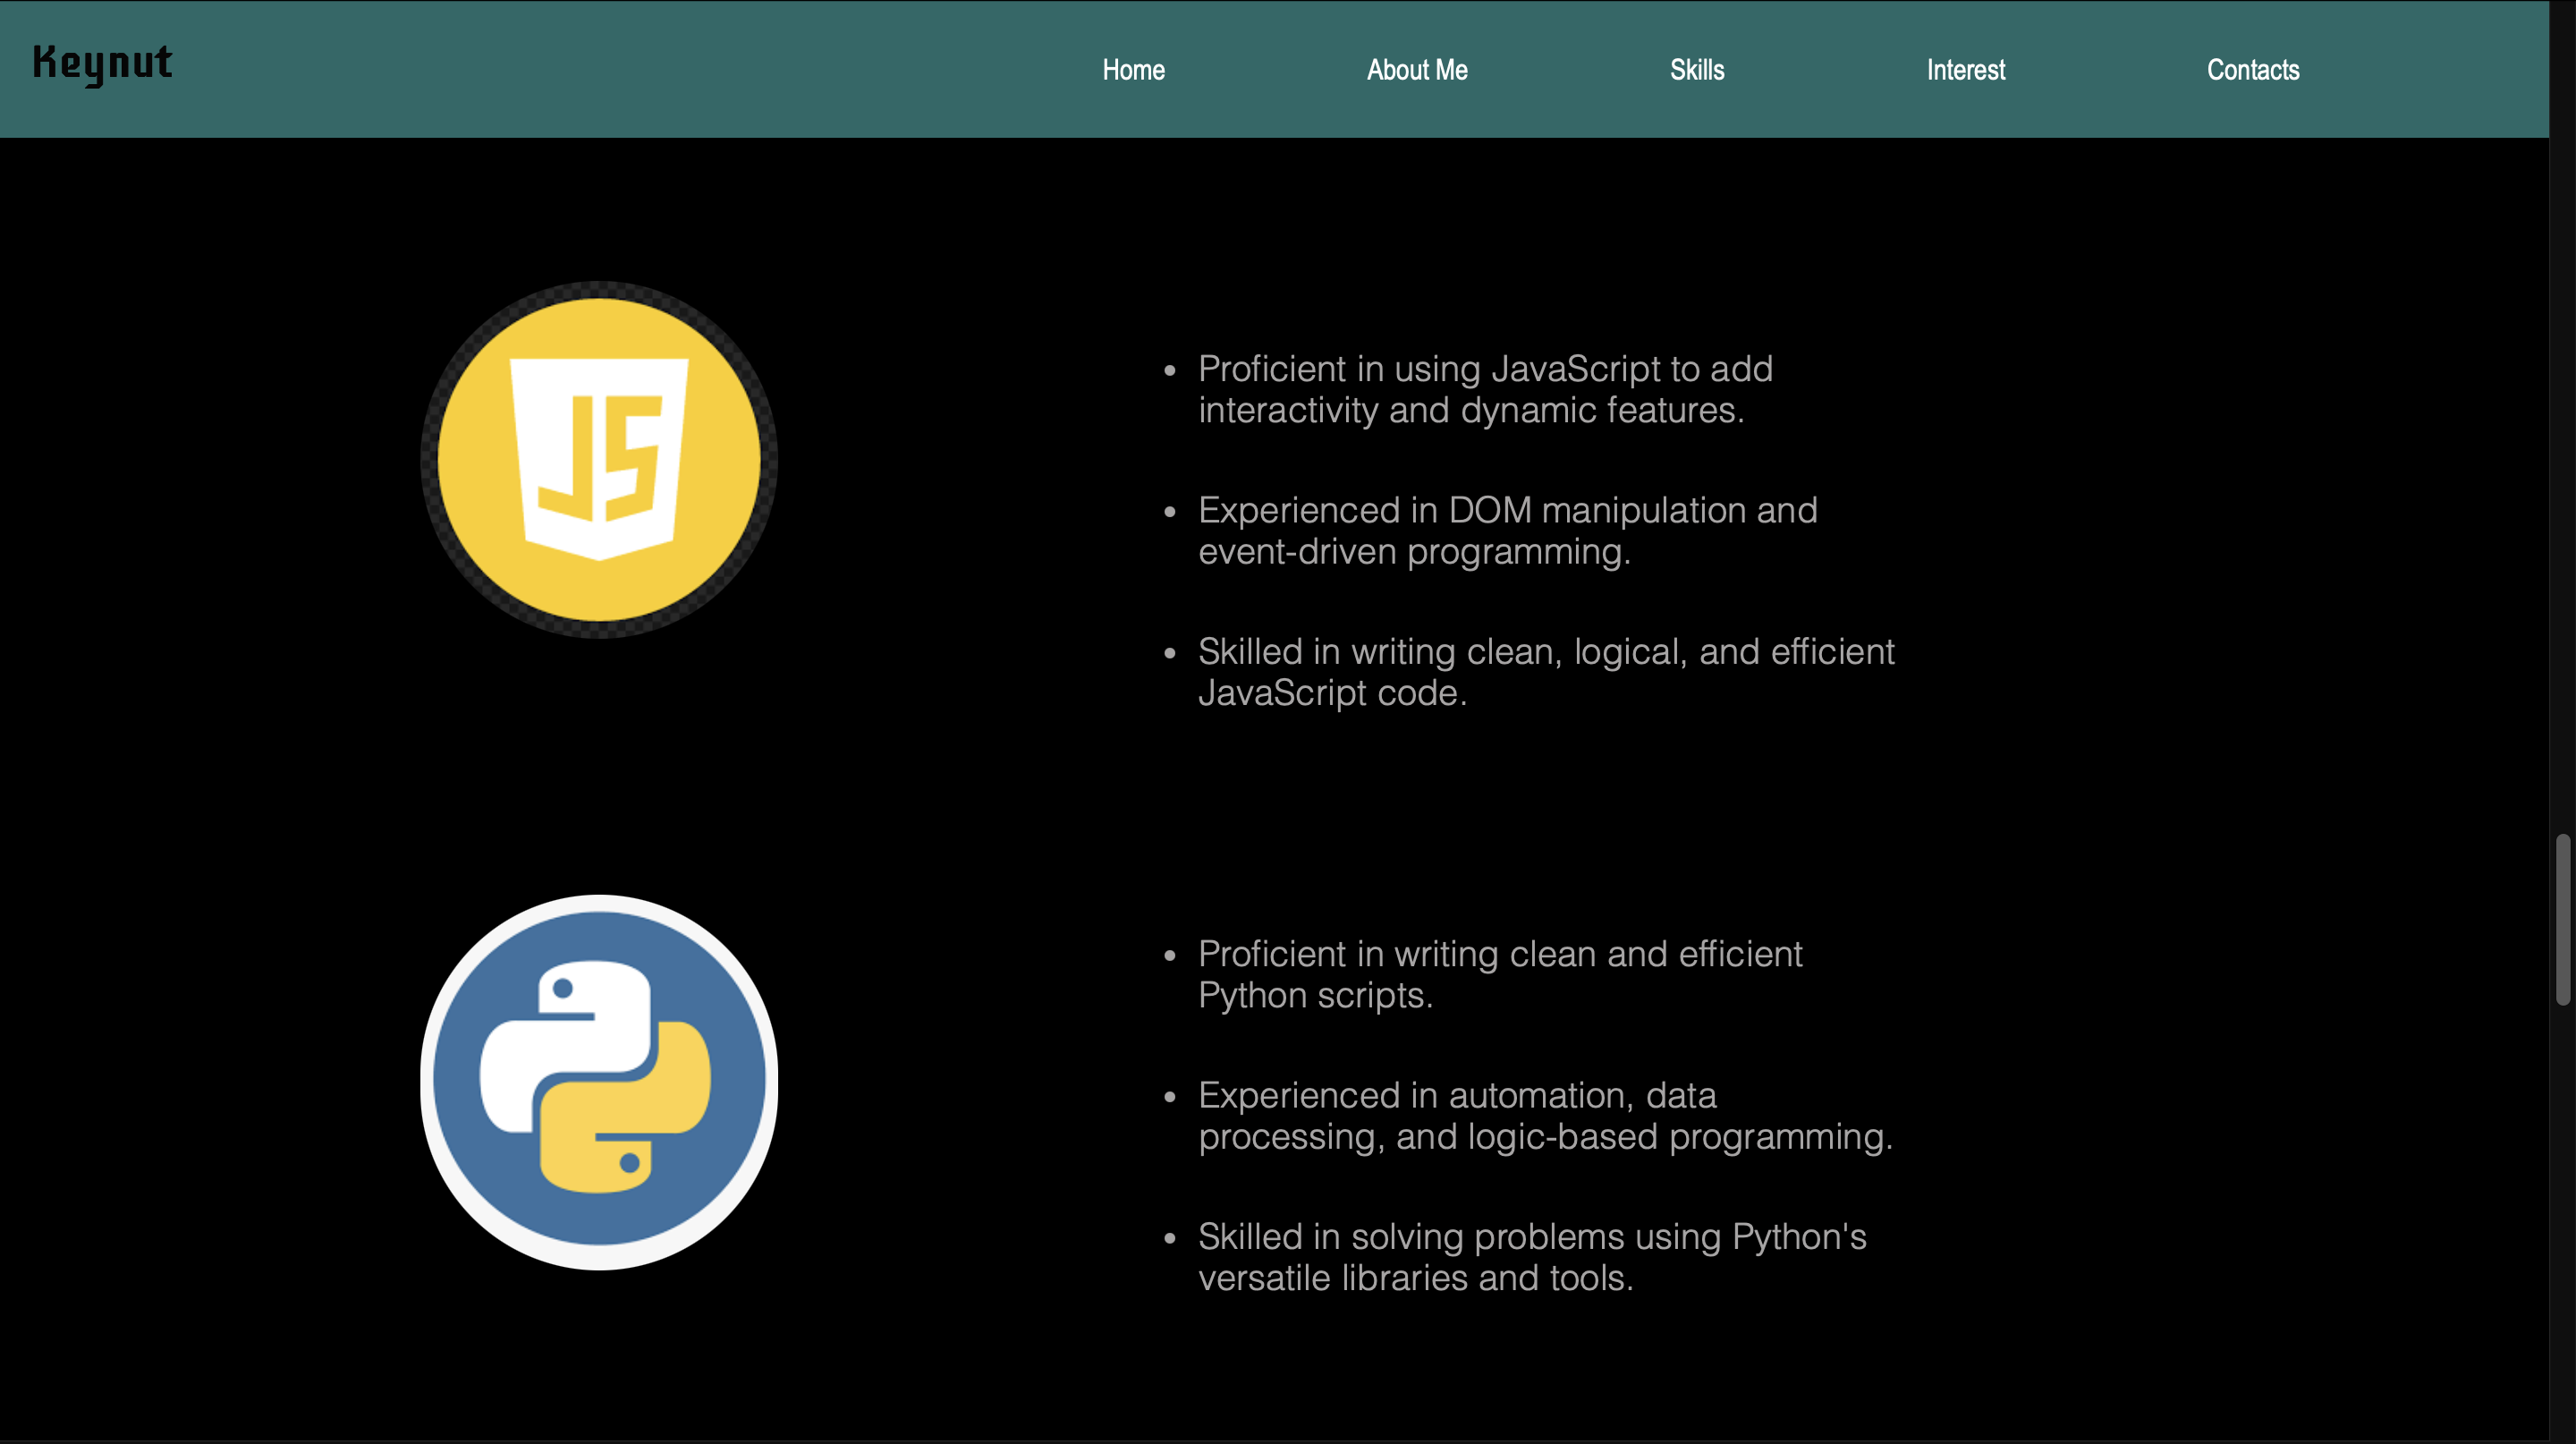 Keynut
Home About Me Skills Interest Contacts
JS
• Proficient in using JavaScript to add
interactivity and dynamic features.
• Experienced in DOM manipulation and
event-driven programming.
• Skilled in writing clean, logical, and efficient
JavaScript code.
• Proficient in writing clean and efficient
Python scripts.
• Experienced in automation, data
processing, and logic-based programming.
• Skilled in solving problems using Python's
versatile libraries and tools.